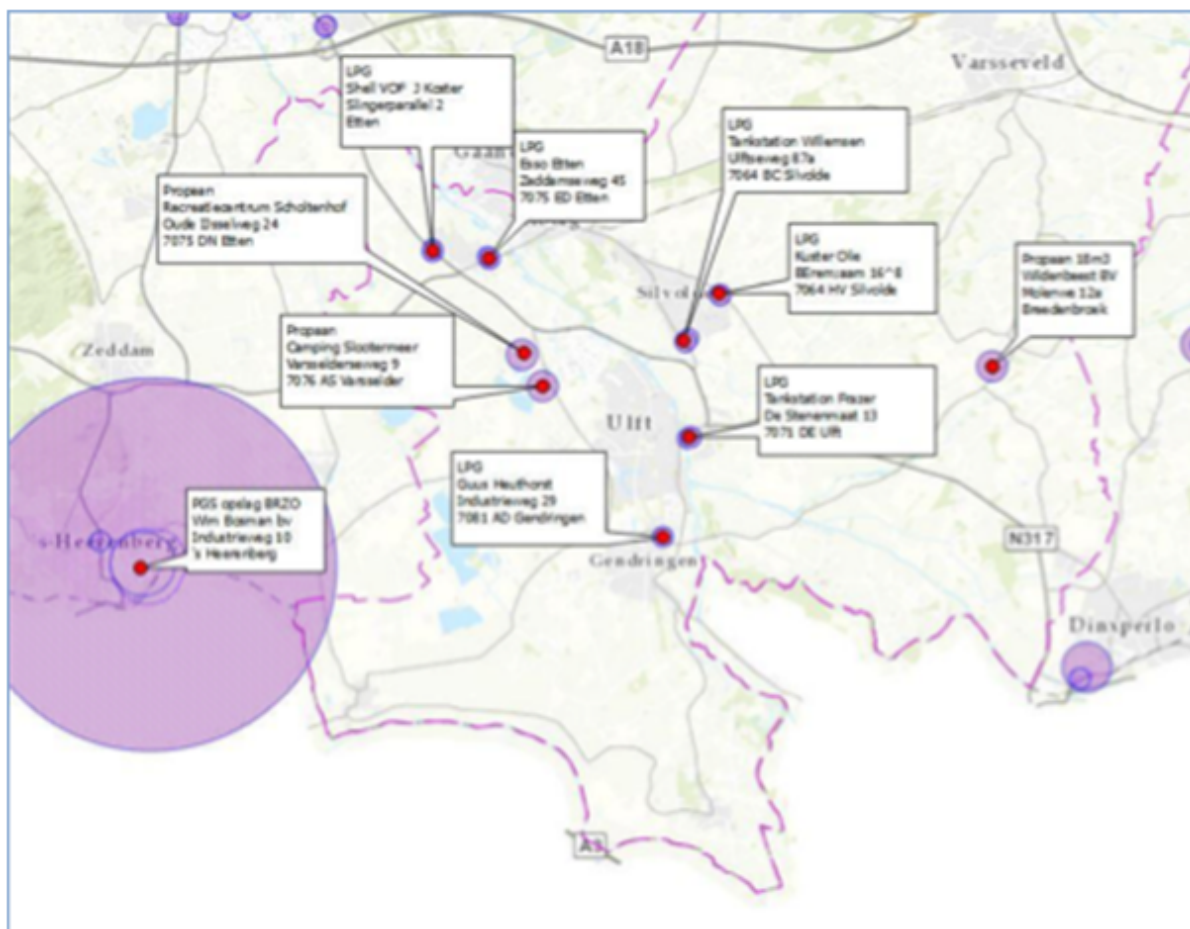 A18
Varsseveld
LPG
Shell VOF J Koster
Slingerparallel 2
Etten
LPG
Esso Etten
Zeddamseweg 45
7075 ED Etten
LPG
Tankstation Willemsen
Ulftseweg 87a
7064 BC Silvolde
Propaan
Recreatiecentrum Scholtenhof
Oude IJsselweg 24
7075 DN Etten
LPG
Kuster Olie
7064 HV Silvolde
Propaan 18m3
Wildenbeest BV
Molenwe 12a
Breedenbroek
Zeddam
Propaan
Camping Slootermeer
Varsselderseweg 9
7076 AS Varsselder
LPG
Tankstation Frazer
De Stenenmaat 13
7071 DE Ulft
Ulft
LPG
Guus Heuthorst
Industrieweg 29
7081 AD Gendringen
PGS opslag BRZO
Wim Bosman bv
Industrieweg 10
's Heerenberg
's-Heerenberg
N317
Gendringen
Dinxperlo
A3